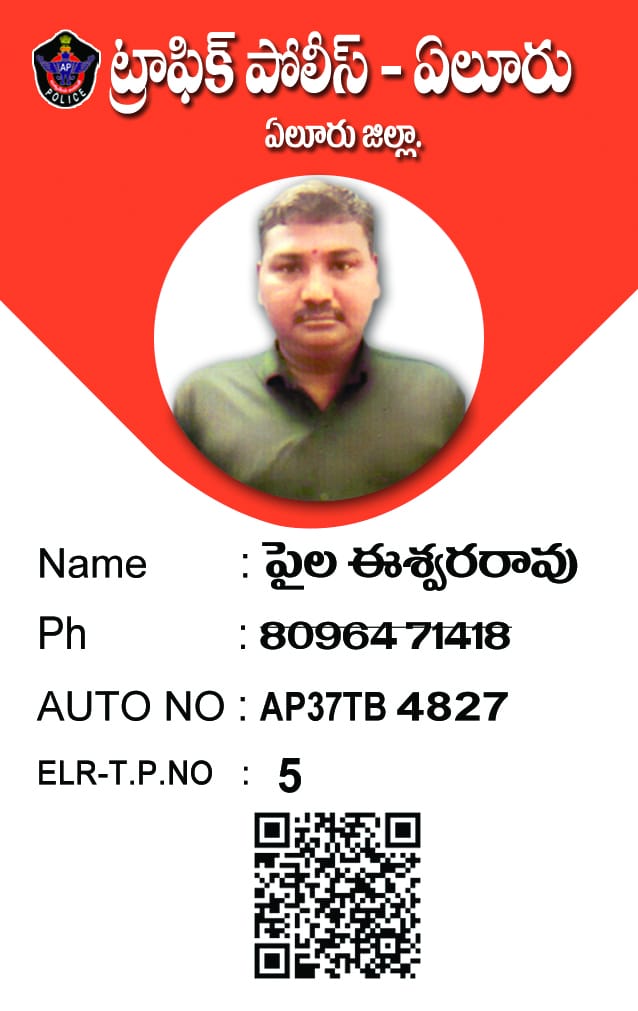 AP
POLICE
ట్రాఫిక్ పోలీస్ - ఏలూరు
ఏలూరు జిల్లా.
Name : పైల ఈశ్వరరావు
Ph : 80964 71418
AUTO NO : AP37TB 4827
ELR-T.P.NO : 5